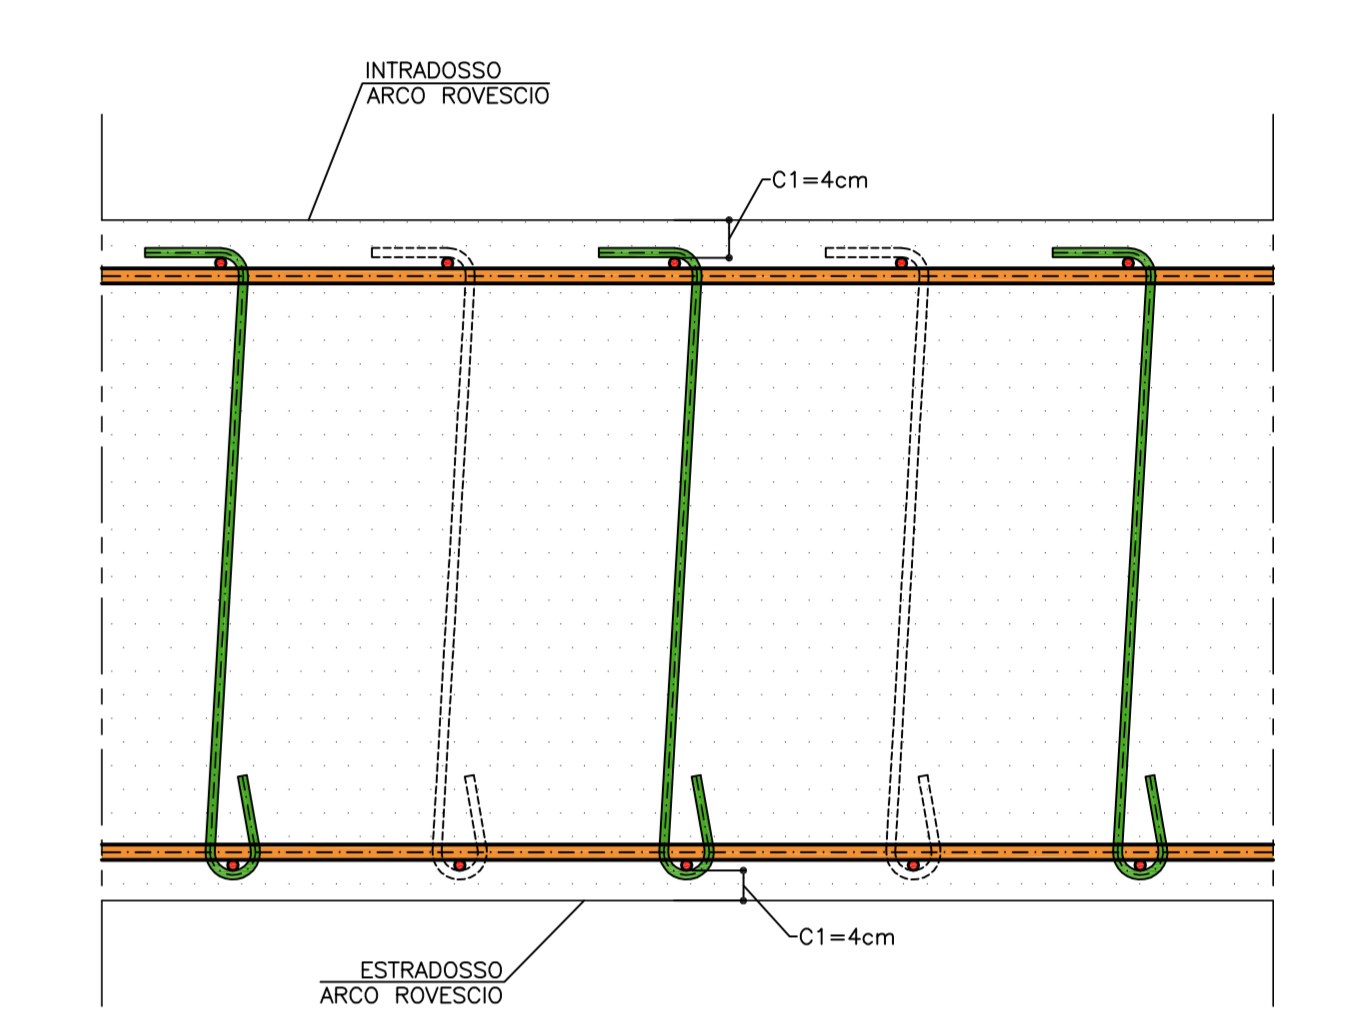 INTRADOSSO
ARCO ROVESCIO
C1=4cm
C1=4cm
ESTRADOSSO
ARCO ROVESCIO